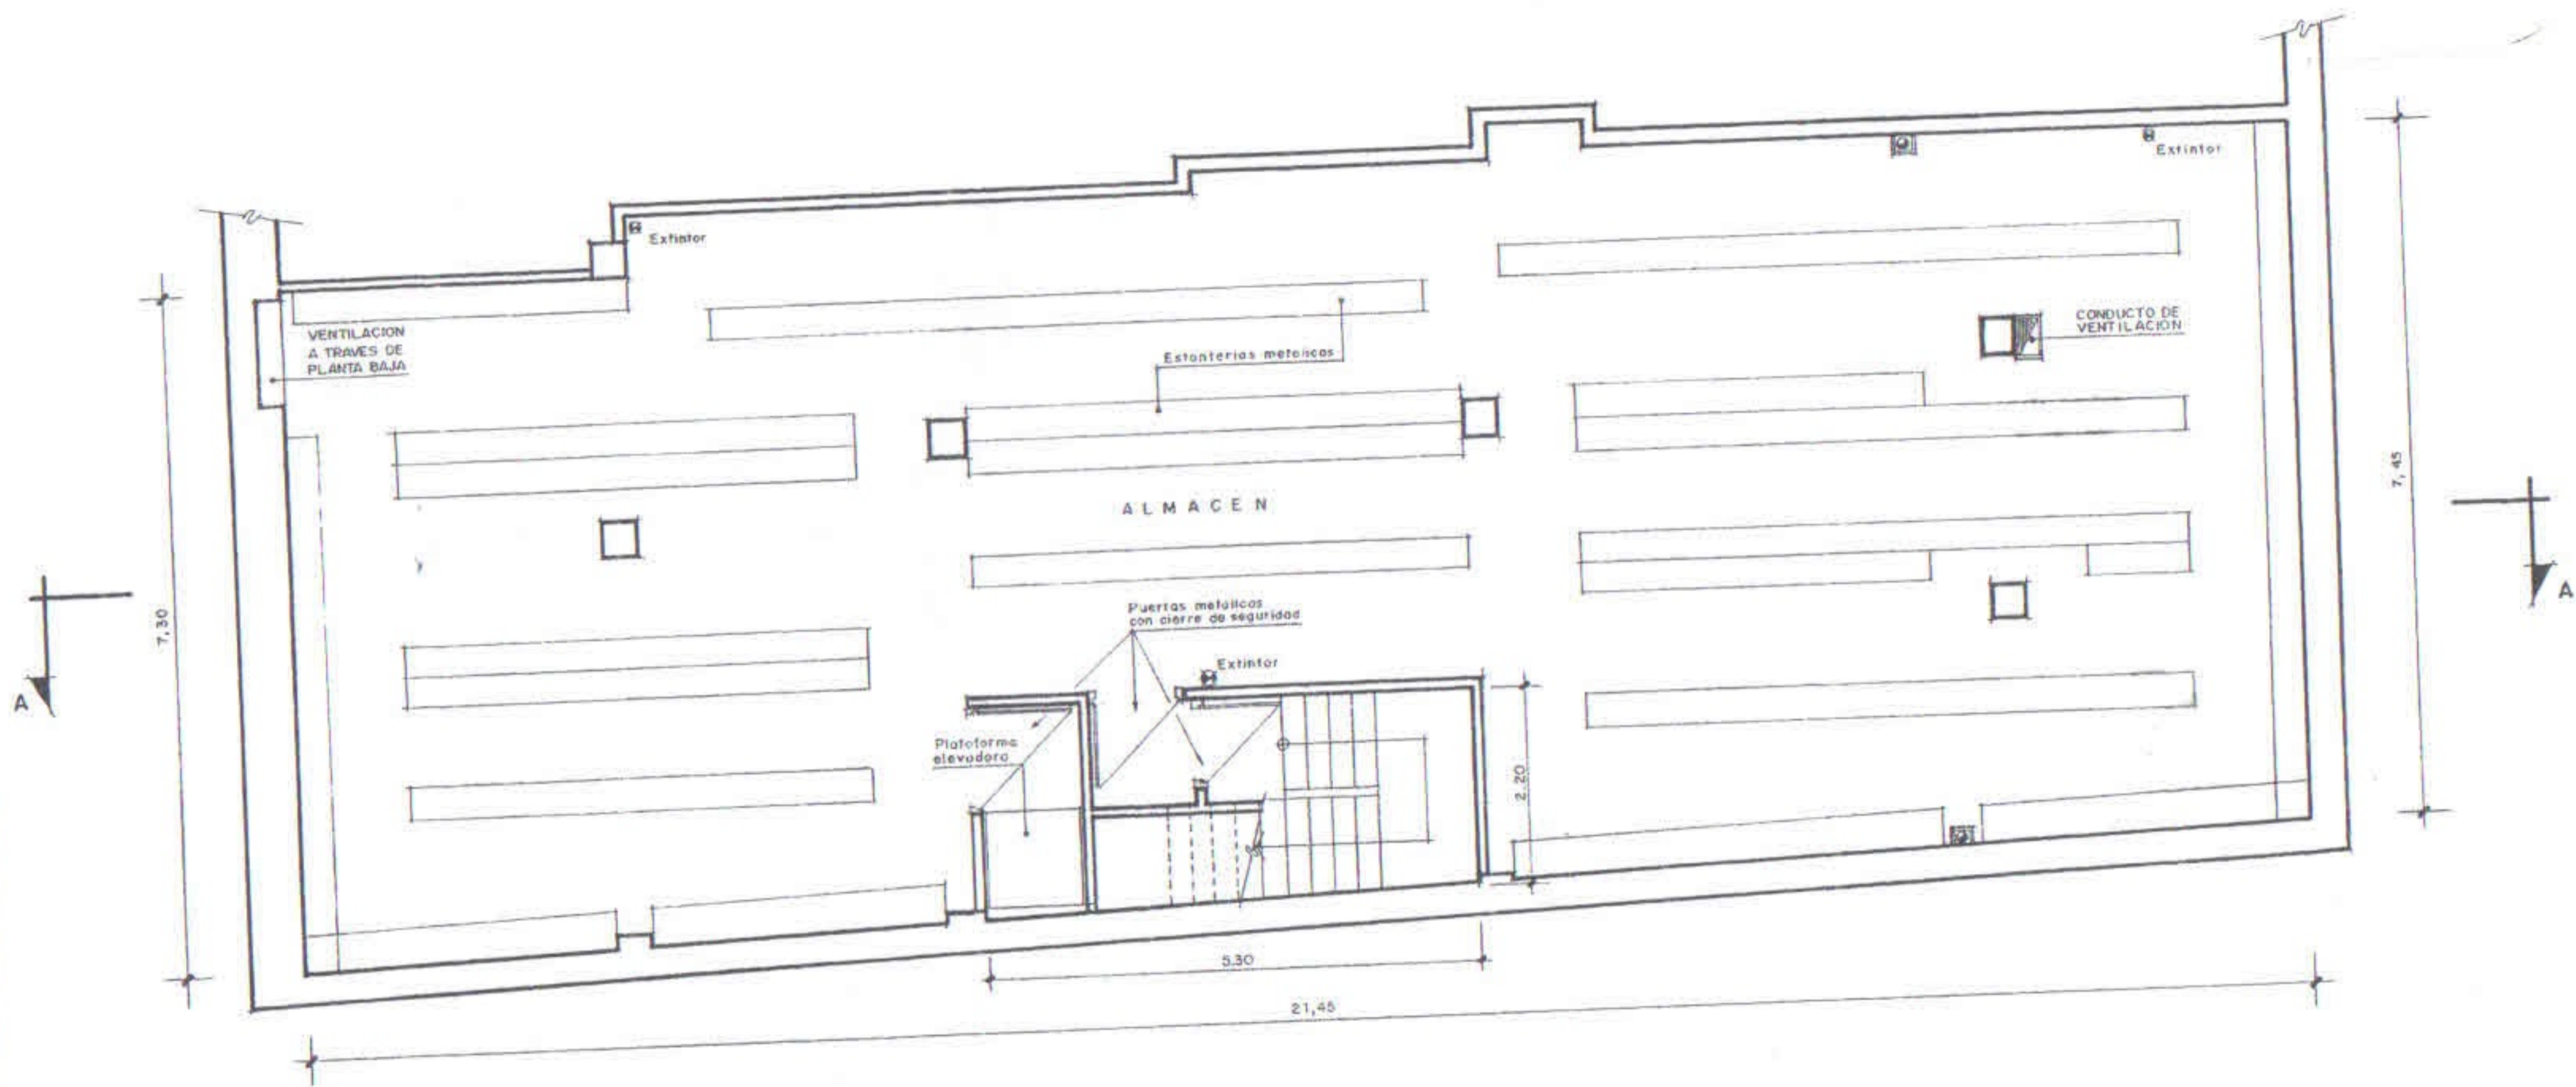 Extintor
Extintor
VENTILACION
A TRAVES DE
PLANTA BAJA
Estanterias metalicas
CONDUCTO DE
VENTILACION
7,45
ALMACEN
A
A
7,30
Puertas metalicas
con cierre de seguridad
Extintor
Plataforma
elevadora
2,20
5,30
21,45